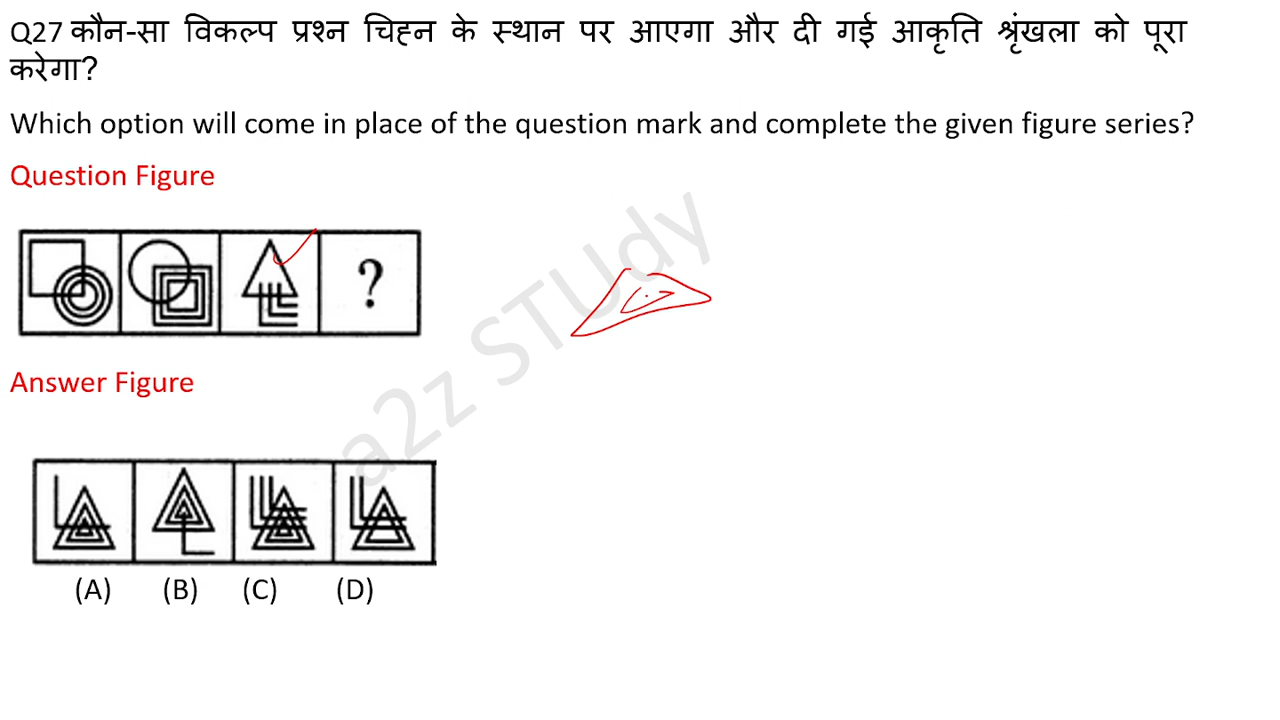 Q27 कौन-सा विकल्प प्रश्न चिह्न के स्थान पर आएगा और दी गई आकृति श्रृंखला को पूरा
करेगा?
Which option will come in place of the question mark and complete the given figure series?
Question Figure
?
a2z STUdy
Answer Figure
(A) (B) (C) (D)